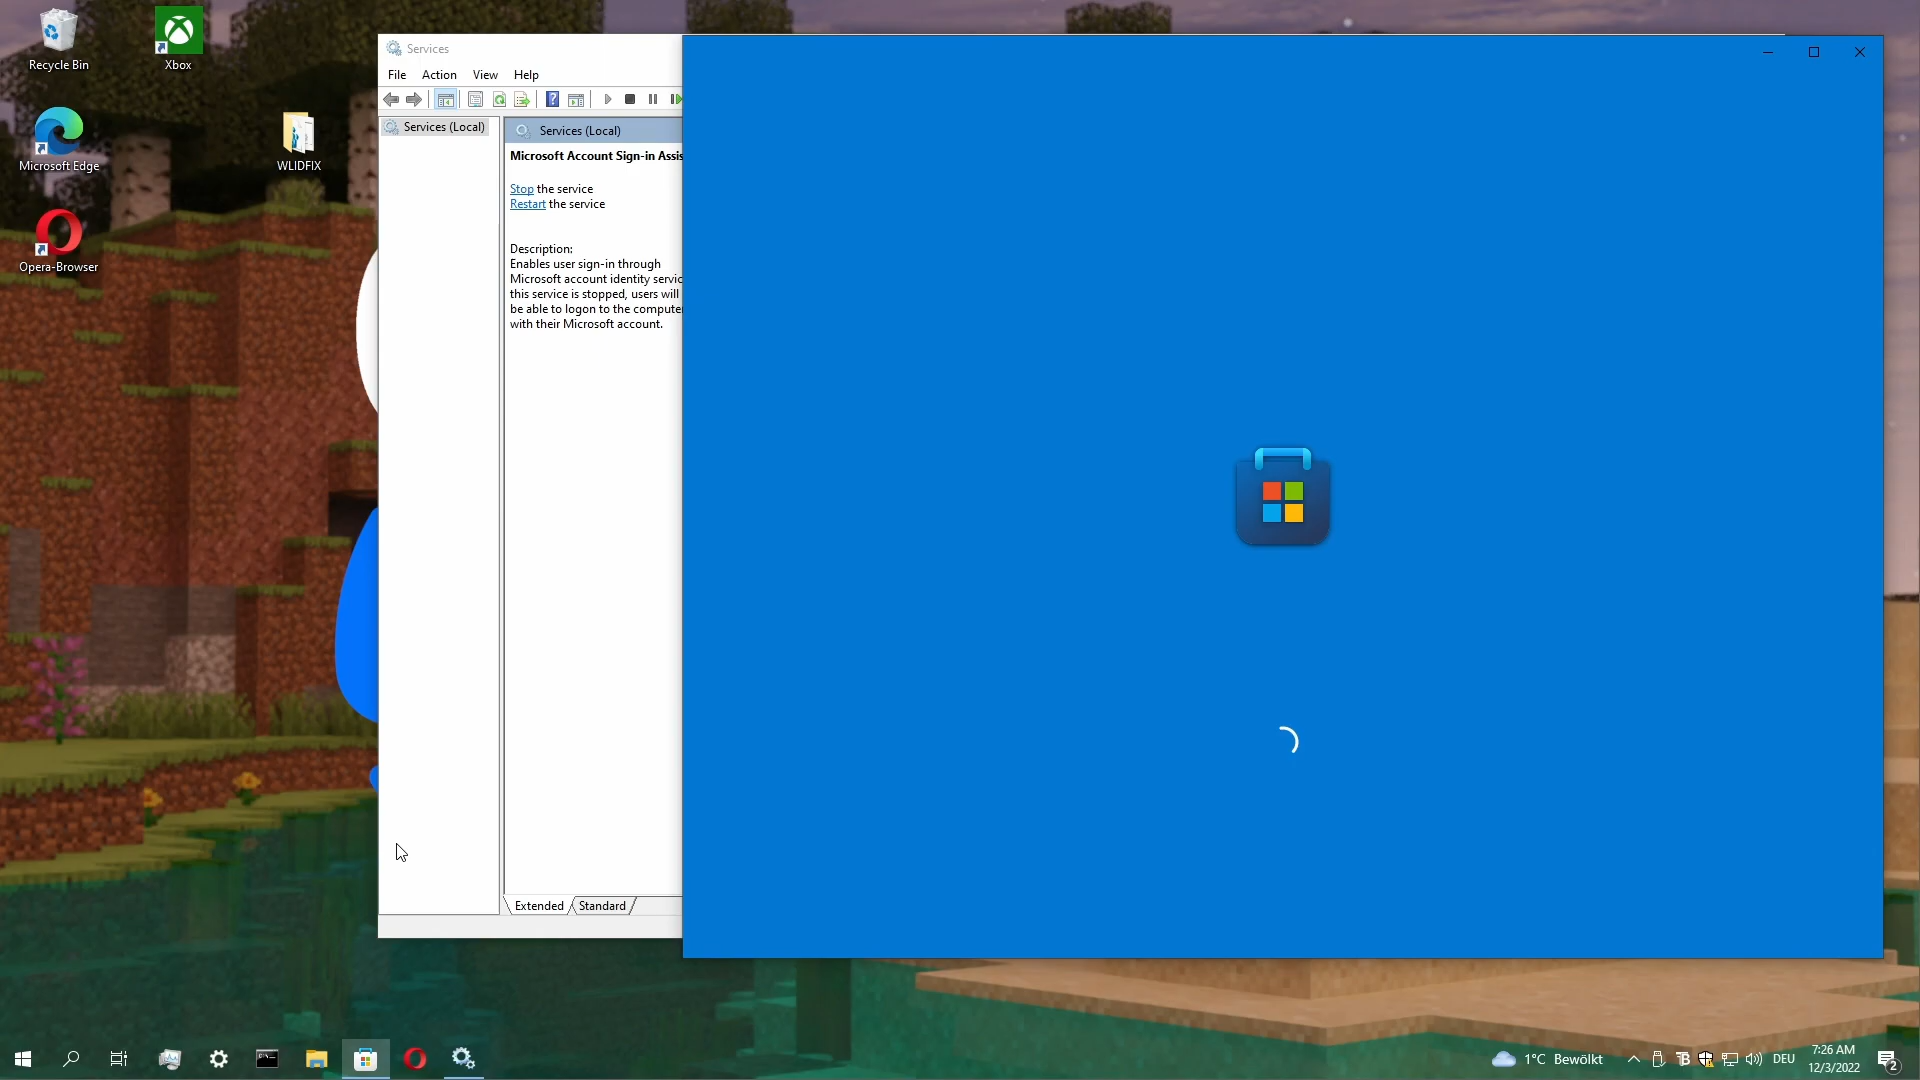 Recycle Bin
Xbox
Microsoft Edge
WLIDFIX
Opera-Browser
Services
File Action View Help
Services (Local)
Services (Local)
Microsoft Account Sign-in
Stop the service
Restart the service
Description:
Enables user sign-in through
Microsoft account identity
this service is stopped, users will
be able to logon to the computer
with their Microsoft account.
Extended
Standard
1°C Bewölkt
DEU
7:26 AM
12/3/2022
2